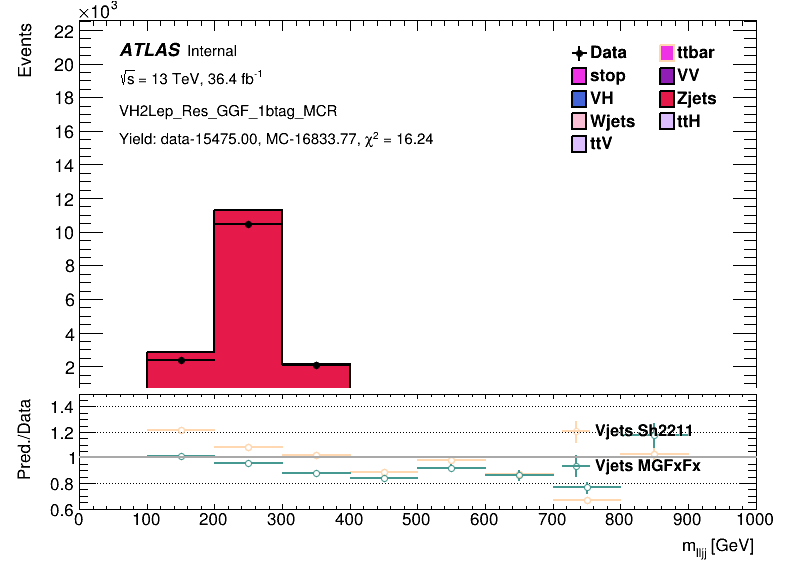 ×10³
Events
22
20
18
16
14
12
10
8
6
4
2
ATLAS Internal
√s = 13 TeV, 36.4 fb⁻¹
VH2Lep_Res_GGF_1btag_MCR
Yield: data-15475.00, MC-16833.77, χ² = 16.24
Data ttbar
stop VV
VH Zjets
Wjets ttH
ttV
Pred./Data
1.4
1.2
1
0.8
0.6
Vjets Sh2211
Vjets MGFxFx
0 100 200 300 400 500 600 700 800 900 1000
m_lljj [GeV]